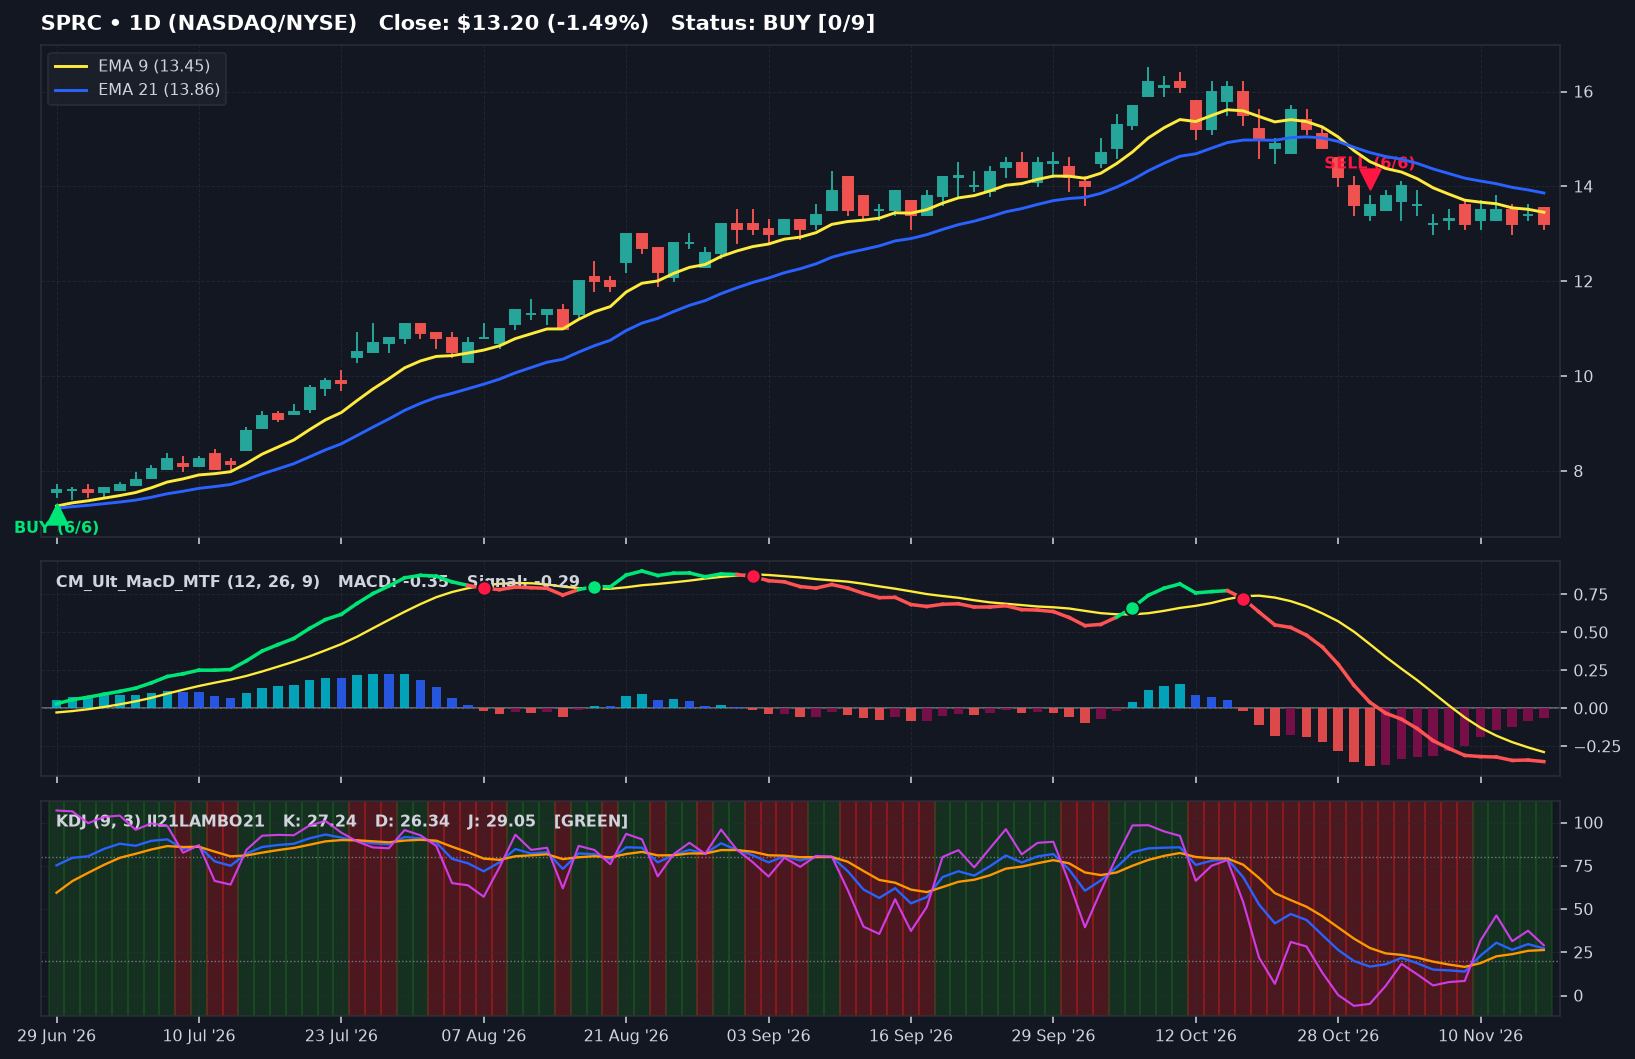 SPRC • 1D (NASDAQ/NYSE)   Close: $13.20 (-1.49%)   Status: BUY [0/9]
EMA 9 (13.45)
EMA 21 (13.86)
16
14
12
10
8
SELL (6/6)
BUY (6/6)
CM_Ult_MacD_MTF (12, 26, 9)   MACD: -0.35   Signal: -0.29
0.75
0.50
0.25
0.00
−0.25
KDJ (9, 3) II21LAMBO21   K: 27.24   D: 26.34   J: 29.05   [GREEN]
100
75
50
25
0
29 Jun '26
10 Jul '26
23 Jul '26
07 Aug '26
21 Aug '26
03 Sep '26
16 Sep '26
29 Sep '26
12 Oct '26
28 Oct '26
10 Nov '26